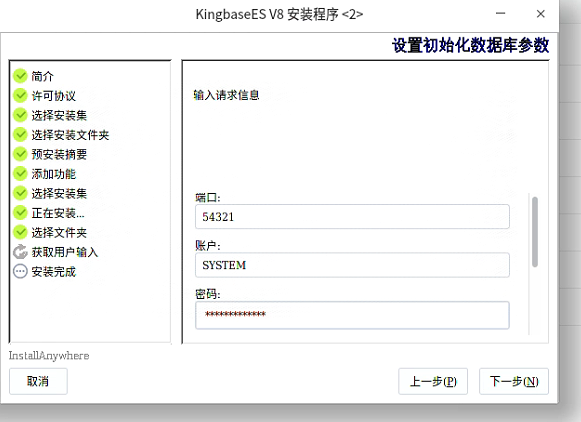 KingbaseES V8 安装程序 <2>
设置初始化数据库参数
简介
许可协议
选择安装集
选择安装文件夹
预安装摘要
添加功能
选择安装集
正在安装...
选择文件夹
获取用户输入
安装完成
输入请求信息
端口:
54321
账户:
SYSTEM
密码:
*************
InstallAnywhere
取消
上一步(P)
下一步(N)